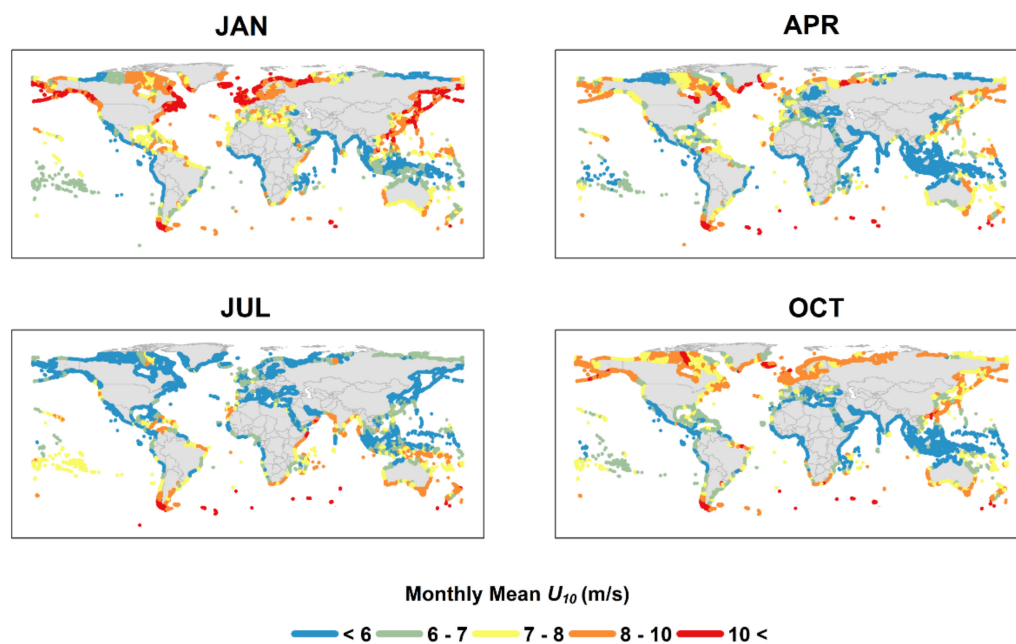 JAN
APR
JUL
OCT
Monthly Mean U10 (m/s)
< 6
6 - 7
7 - 8
8 - 10
10 <